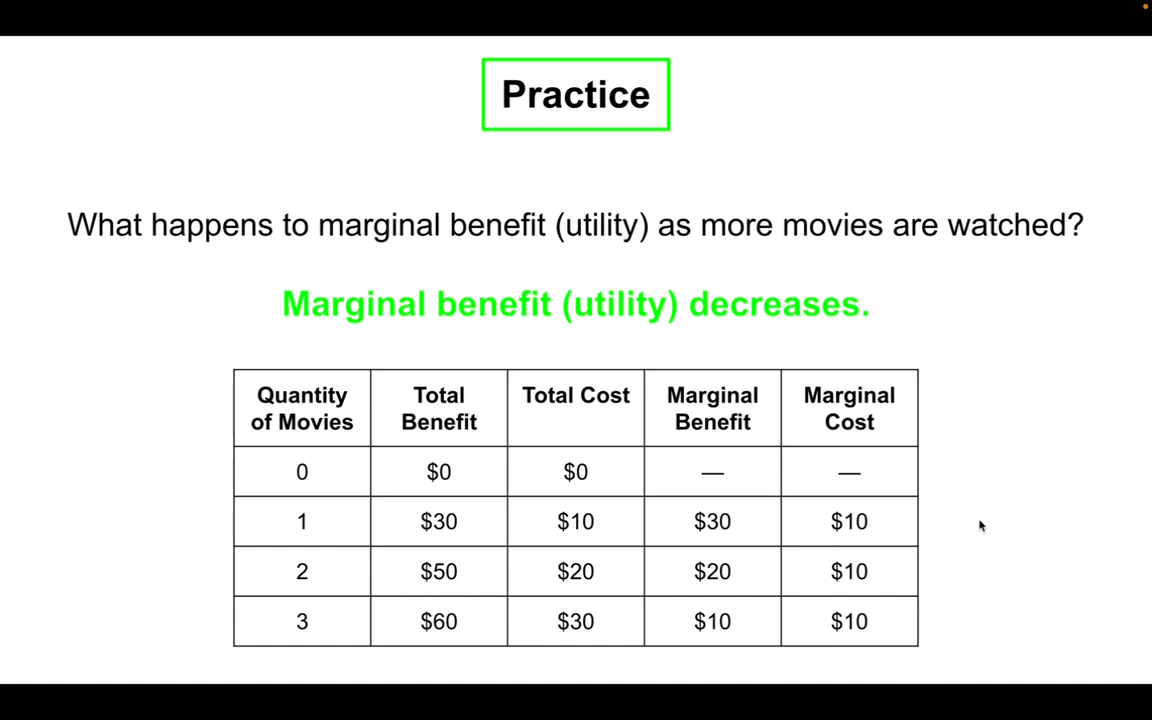 Practice
What happens to marginal benefit (utility) as more movies are watched?
Marginal benefit (utility) decreases.
Quantity of Movies Total Benefit Total Cost Marginal Benefit Marginal Cost
0 $0 $0 — —
1 $30 $10 $30 $10
2 $50 $20 $20 $10
3 $60 $30 $10 $10